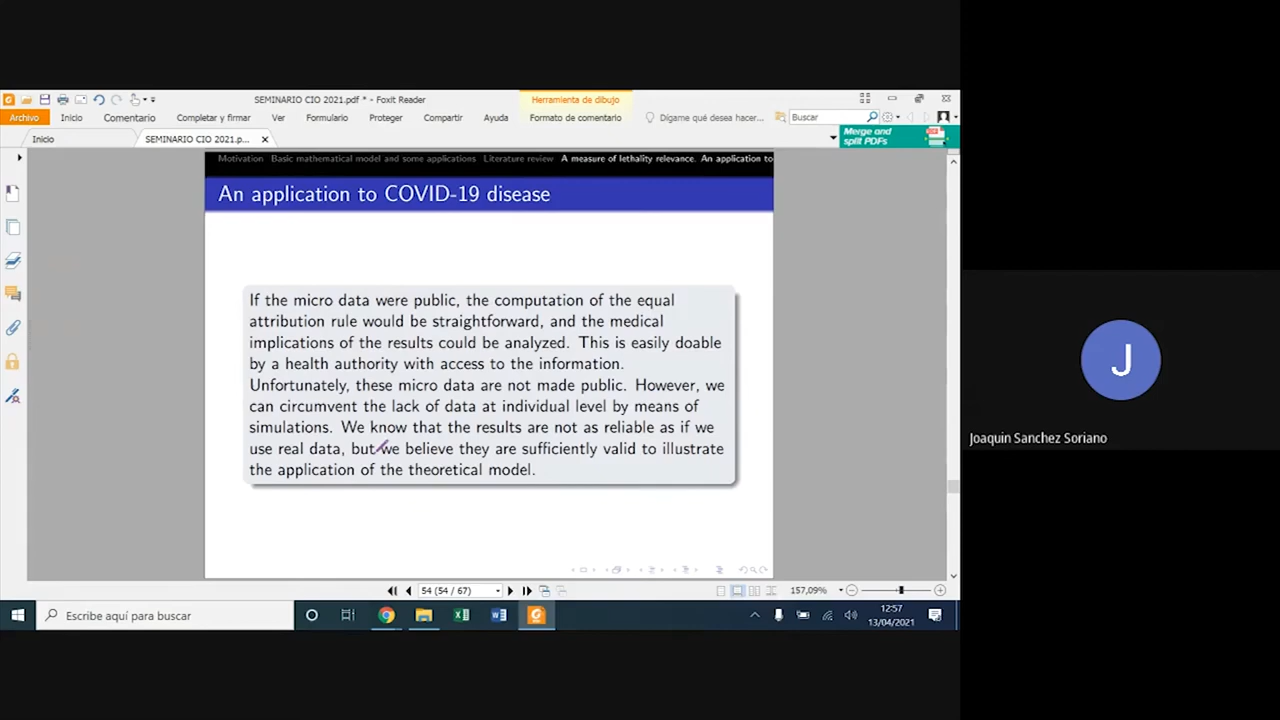 SEMINARIO CIO 2021.pdf * - Foxit Reader
Herramienta de dibujo
Archivo
Inicio
Comentario
Completar y firmar
Ver
Formulario
Proteger
Compartir
Ayuda
Formato de comentario
Dígame qué desea hacer...
Buscar
Inicio
SEMINARIO CIO 2021.p...
Merge and
split PDFs
Motivation Basic mathematical model and some applications Literature review A measure of lethality relevance. An application to
An application to COVID-19 disease
If the micro data were public, the computation of the equal
attribution rule would be straightforward, and the medical
implications of the results could be analyzed. This is easily doable
by a health authority with access to the information.
Unfortunately, these micro data are not made public. However, we
can circumvent the lack of data at individual level by means of
simulations. We know that the results are not as reliable as if we
use real data, but we believe they are sufficiently valid to illustrate
the application of the theoretical model.
J
Joaquin Sanchez Soriano
54 (54 / 67)
157,09%
Escribe aquí para buscar
12:57
13/04/2021